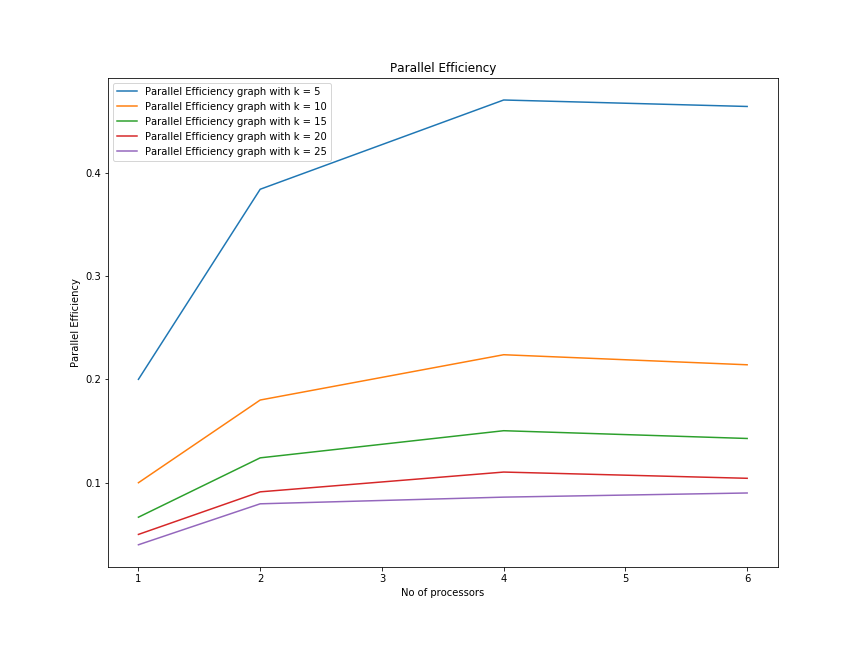 Parallel Efficiency
Parallel Efficiency graph with k = 5
Parallel Efficiency graph with k = 10
Parallel Efficiency graph with k = 15
Parallel Efficiency graph with k = 20
Parallel Efficiency graph with k = 25
Parallel Efficiency
0.4
0.3
0.2
0.1
1 2 3 4 5 6
No of processors